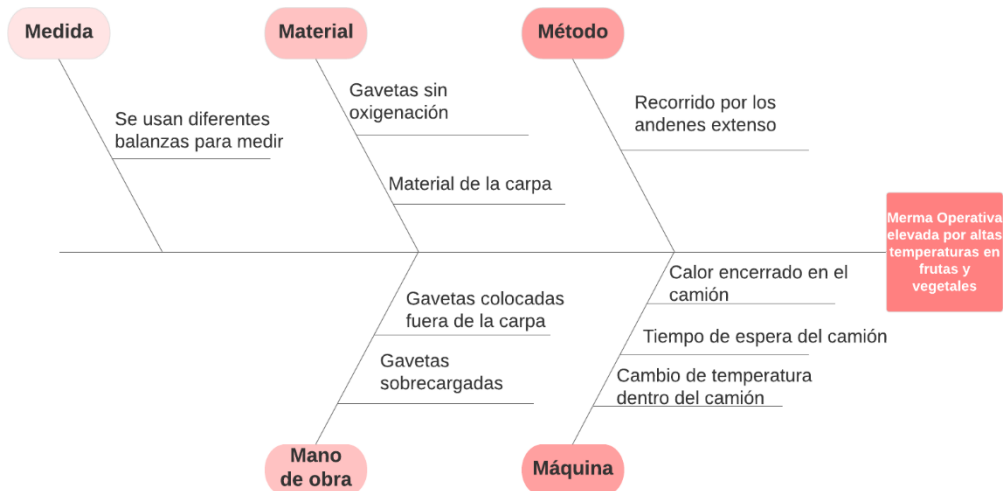 Medida
Material
Método
Se usan diferentes
balanzas para medir
Gavetas sin
oxigenación
Material de la carpa
Recorrido por los
andenes extenso
Merma Operativa
elevada por altas
temperaturas en
frutas y
vegetales
Gavetas colocadas
fuera de la carpa
Gavetas
sobrecargadas
Calor encerrado en el
camión
Tiempo de espera del camión
Cambio de temperatura
dentro del camión
Mano
de obra
Máquina